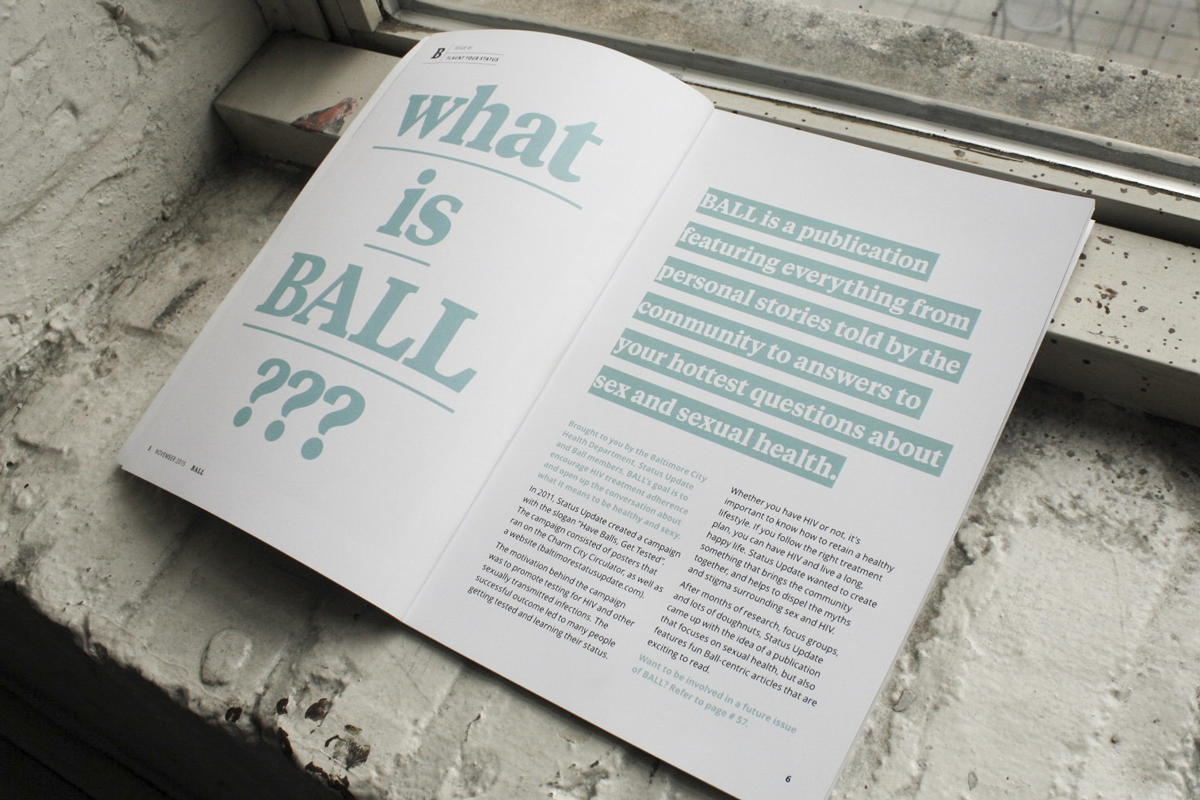 B
ISSUE 01
FLAUNT YOUR STATUS
what
is
BALL
???
NOVEMBER 2015 BALL
BALL is a publication
featuring everything from
personal stories told by the
community to answers to
your hottest questions about
sex and sexual health.
Brought to you by the Baltimore City
Health Department, Status Update
and Ball members, BALL's goal is to
encourage HIV treatment adherence
and open up the conversation about
what it means to be healthy and sexy.
In 2011, Status Update created a campaign
with the slogan "Have Balls, Get Tested".
The campaign consisted of posters that
ran on the Charm City Circulator, as well as
a website (baltimorestatusupdate.com).
The motivation behind the campaign
was to promote testing for HIV and other
sexually transmitted infections. The
successful outcome led to many people
getting tested and learning their status.
Whether you have HIV or not, it's
important to know how to retain a healthy
lifestyle. If you follow the right treatment
plan, you can have HIV and live a long,
happy life. Status Update wanted to create
something that brings the community
together, and helps to dispel the myths
and stigma surrounding sex and HIV.
After months of research, focus groups,
and lots of doughnuts, Status Update
came up with the idea of a publication
that focuses on sexual health, but also
features fun Ball-centric articles that are
exciting to read.
Want to be involved in a future issue
of BALL? Refer to page # 57.
6